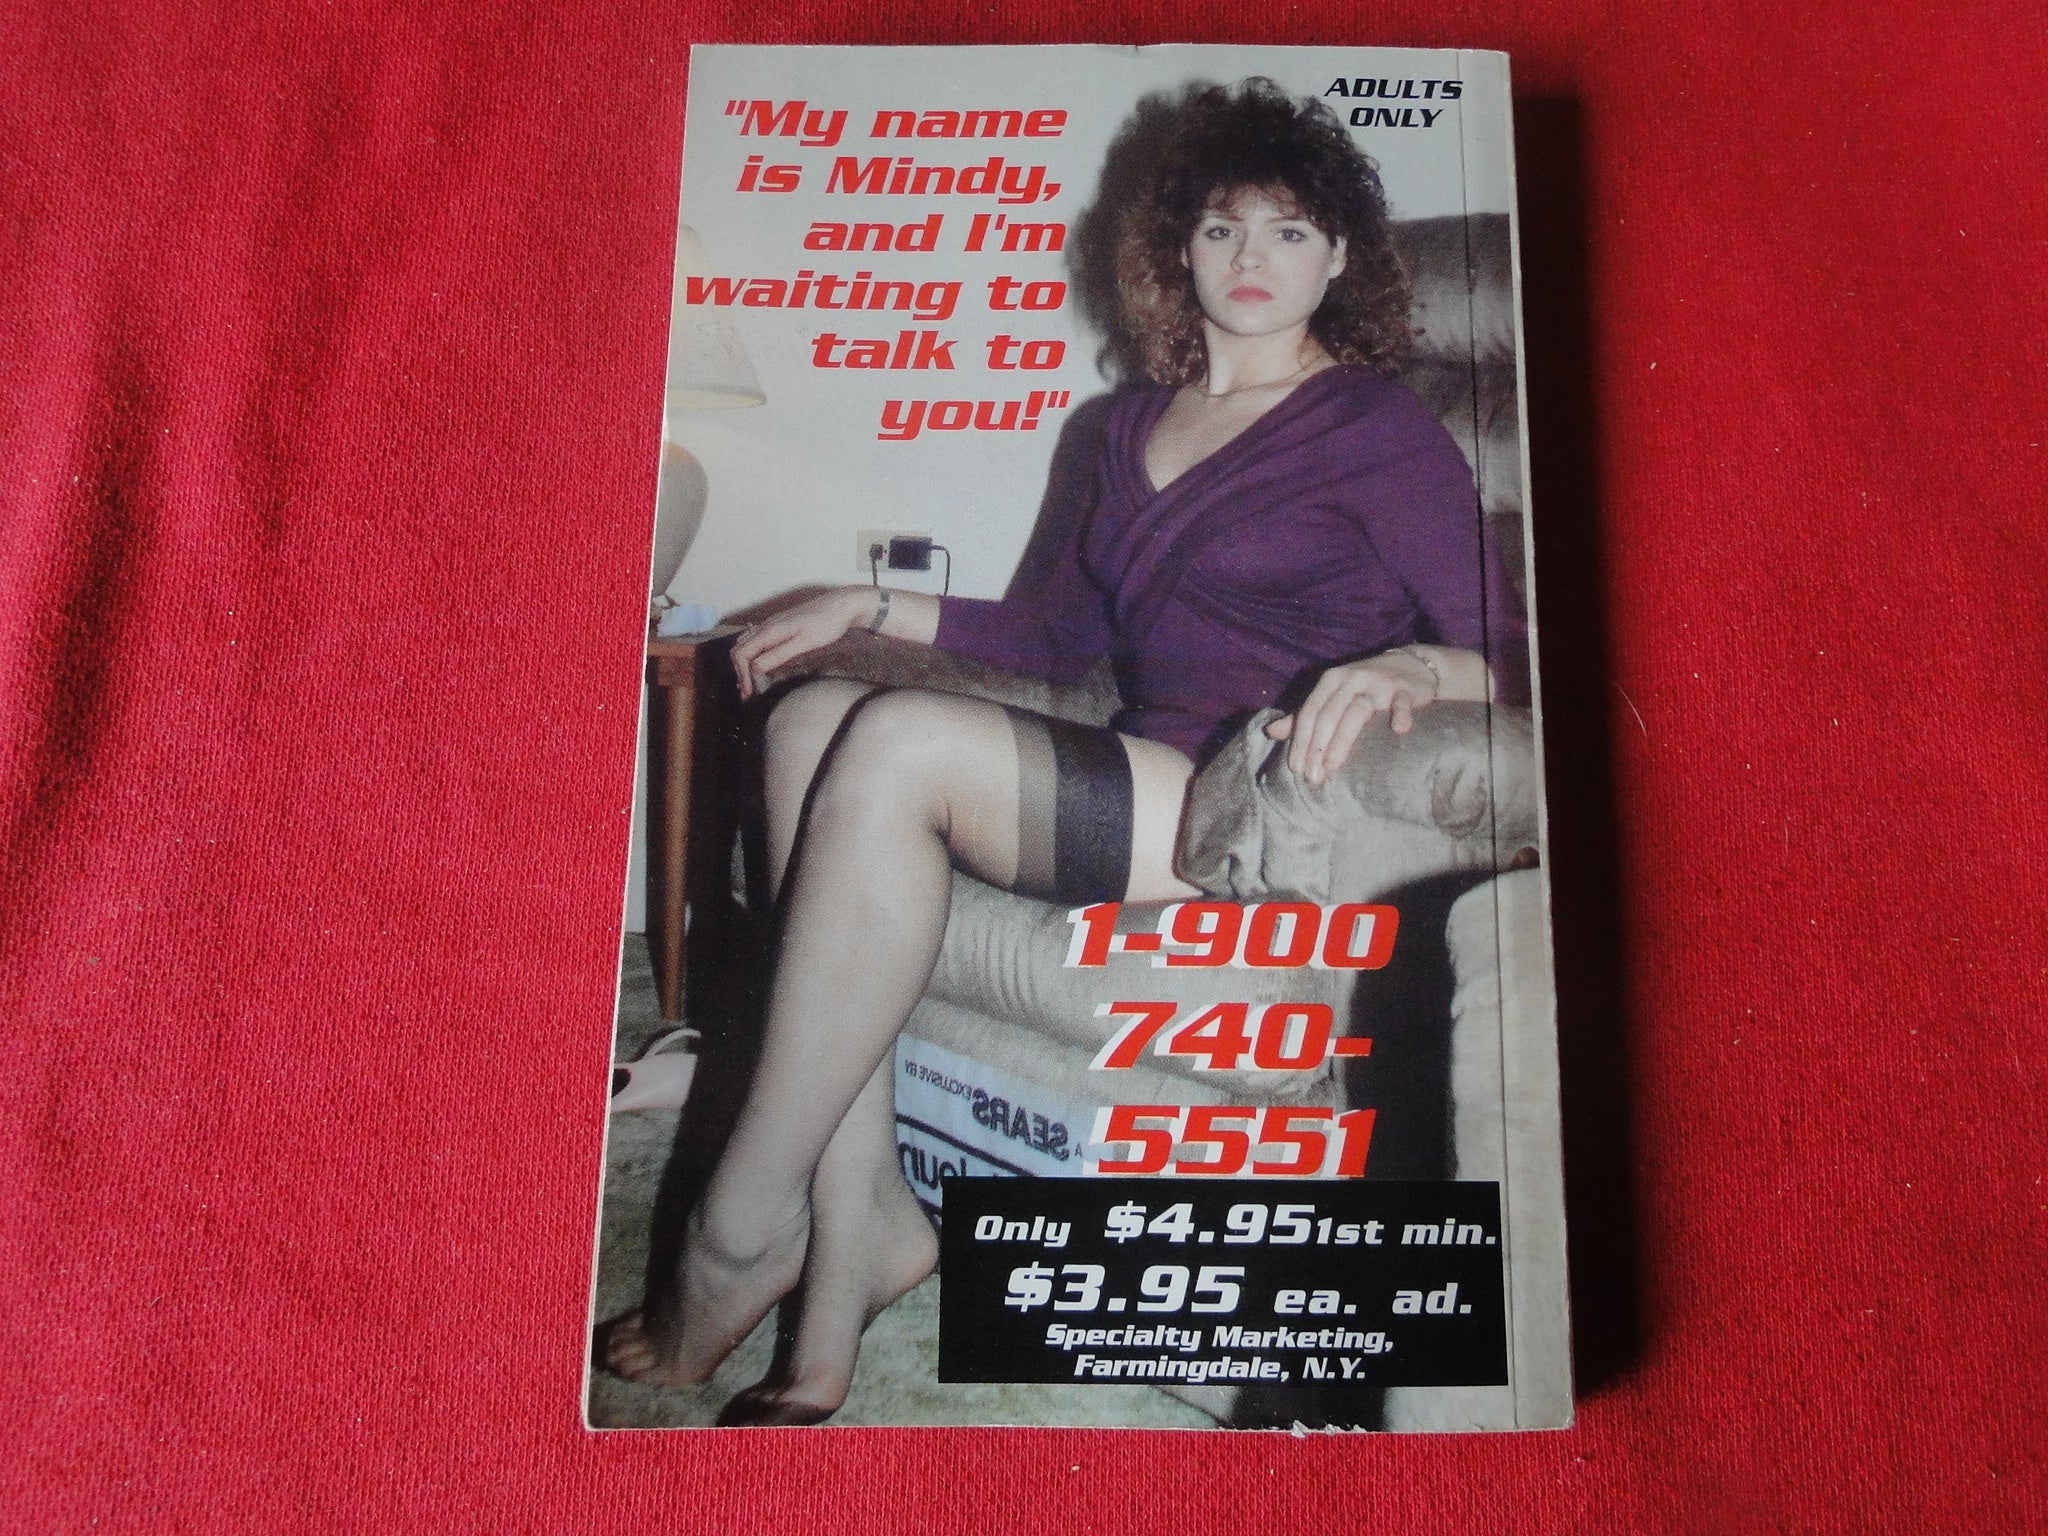 "My name
is Mindy,
and I'm
waiting to
talk to
you!"
ADULTS
ONLY
1-900
740-
5551
EXCLUSIVE BY
A SEARS
Only $4.95 1st min.
$3.95 ea. ad.
Specialty Marketing,
Farmingdale, N.Y.